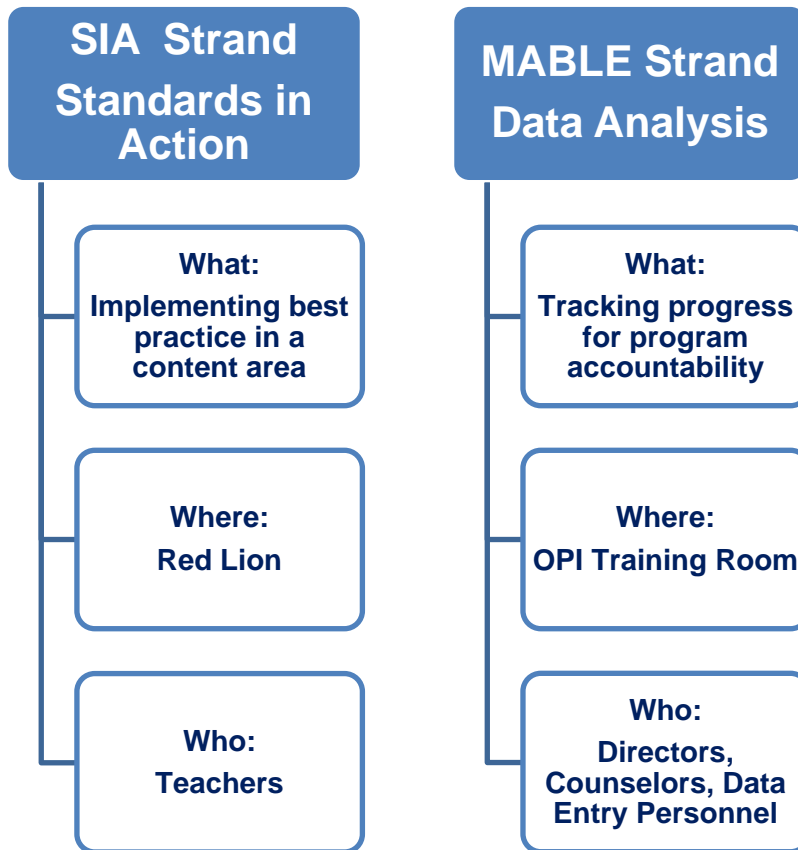 SIA  Strand
Standards in
Action
What:
Implementing best
practice in a
content area
Where:
Red Lion
Who:
Teachers
MABLE Strand
Data Analysis
What:
Tracking progress
for program
accountability
Where:
OPI Training Room
Who:
Directors,
Counselors, Data
Entry Personnel